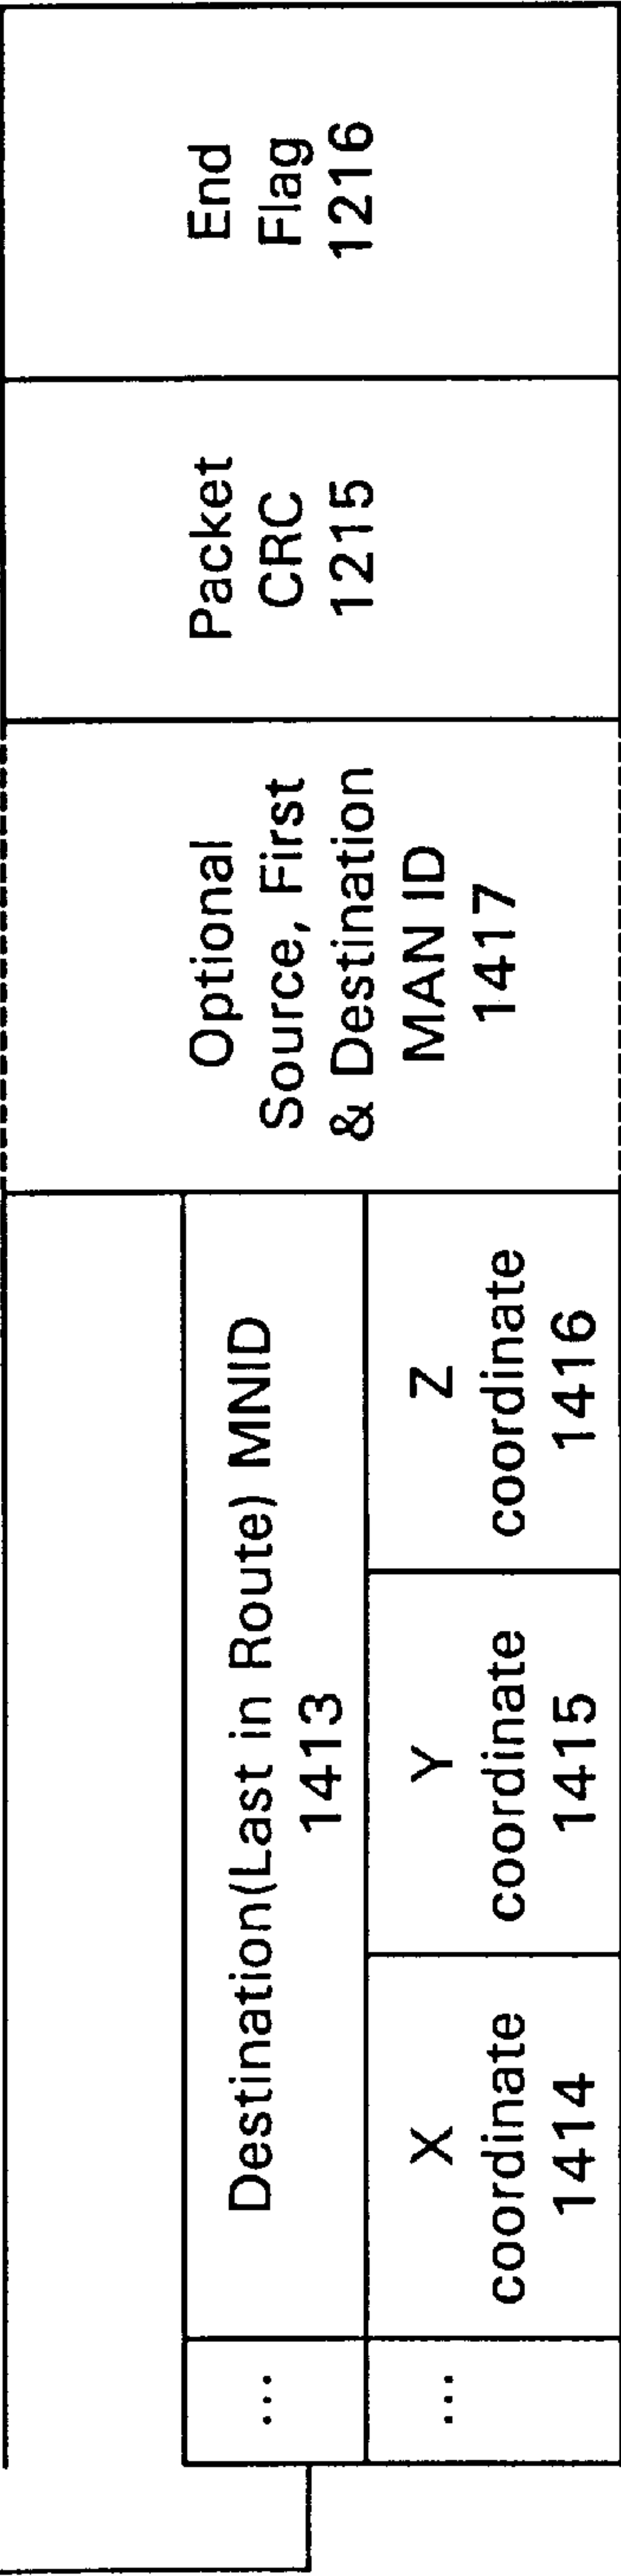 ...
Destination(Last in Route) MNID
1413
...
X
coordinate
1414
Y
coordinate
1415
Z
coordinate
1416
Optional
Source, First
& Destination
MAN ID
1417
Packet
CRC
1215
End
Flag
1216